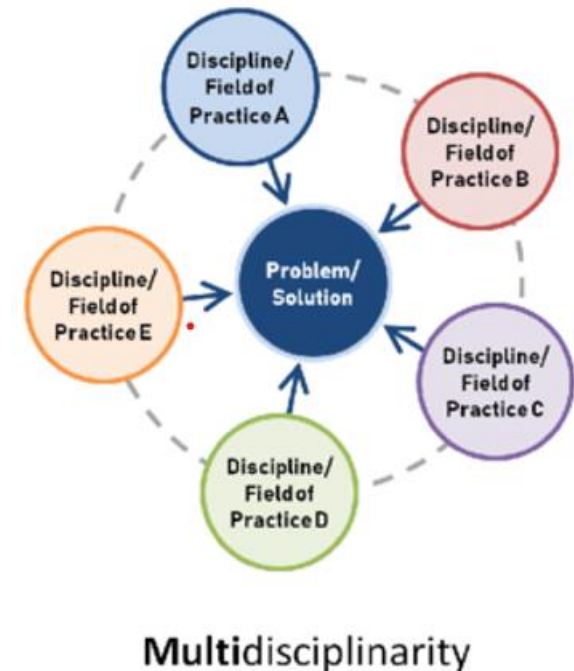 Discipline/
Field of
Practice A
Discipline/
Field of
Practice B
Problem/
Solution
Discipline/
Field of
Practice E
Discipline/
Field of
Practice C
Discipline/
Field of
Practice D
Multidisciplinarity